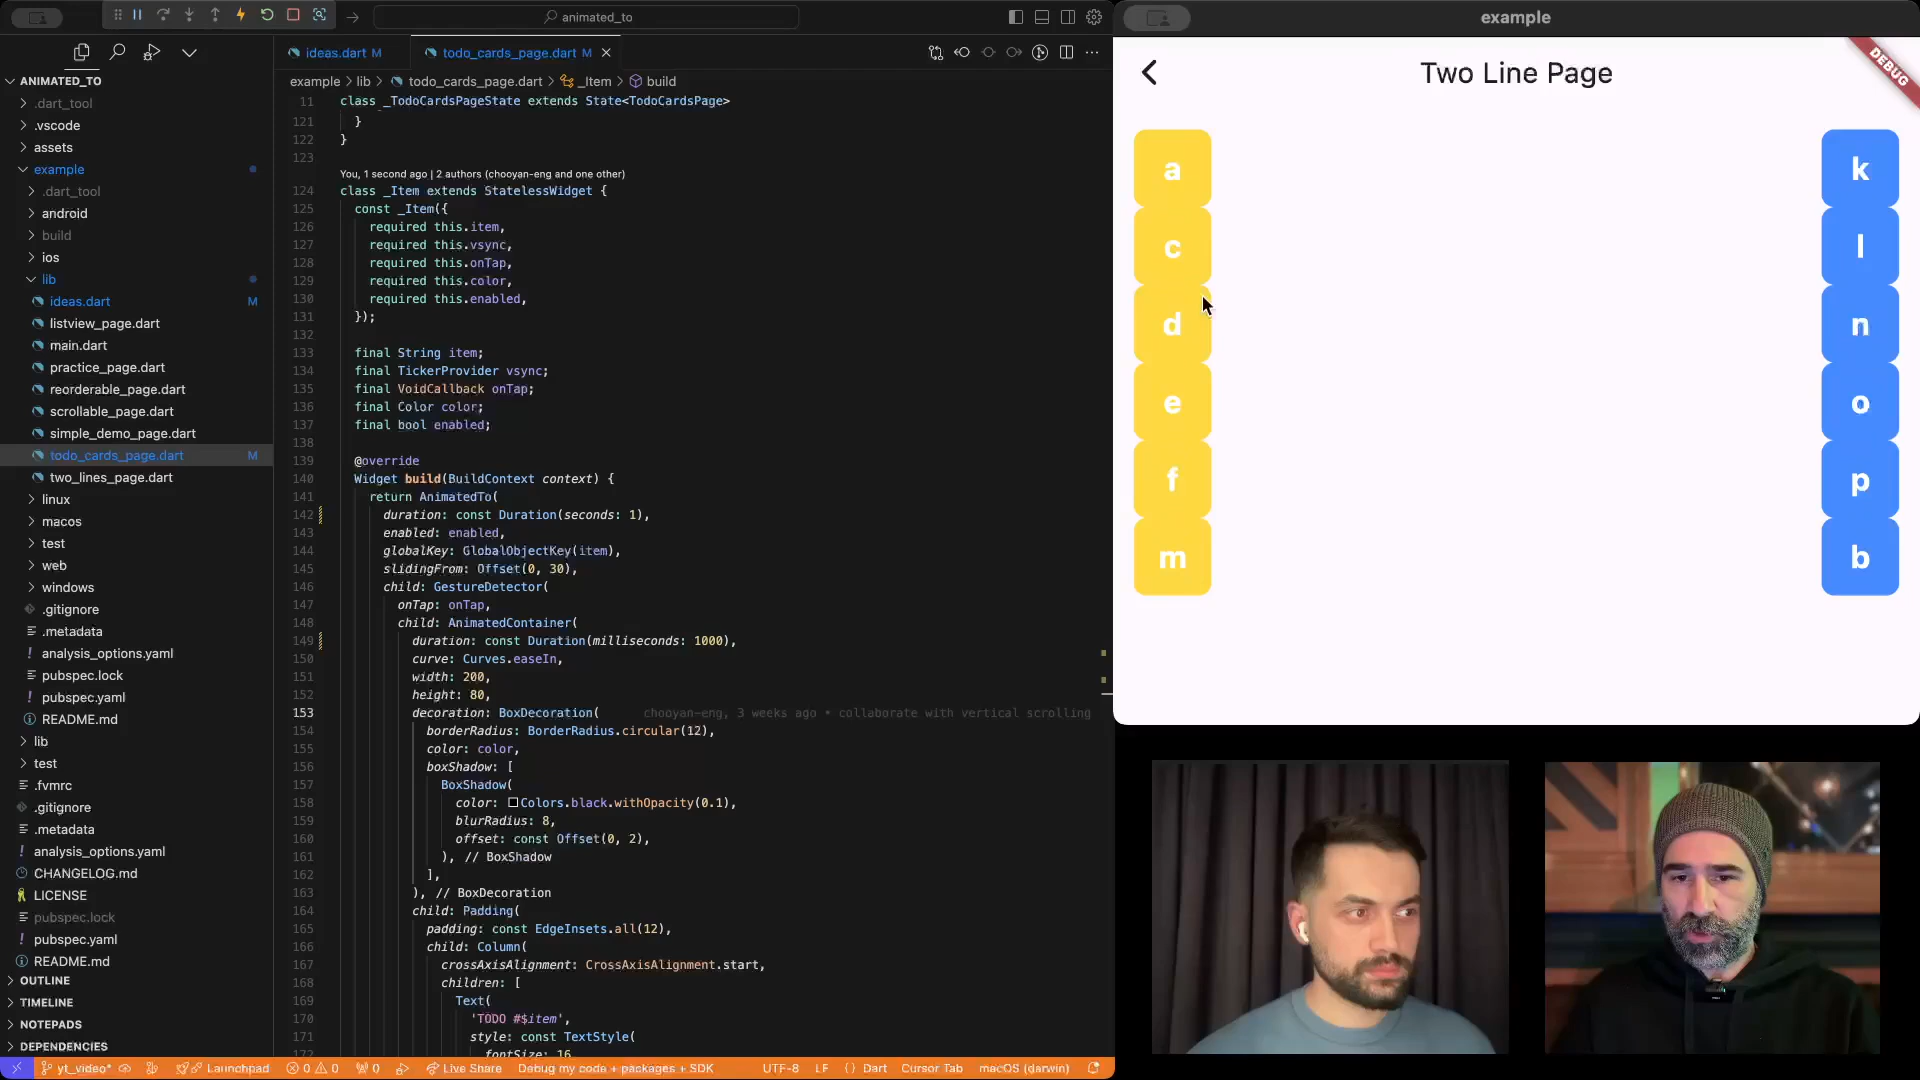 animated_to
example
ANIMATED_TO
.dart_tool
.vscode
assets
example
.dart_tool
android
build
ios
lib
ideas.dart M
listview_page.dart
main.dart
practice_page.dart
reorderable_page.dart
scrollable_page.dart
simple_demo_page.dart
todo_cards_page.dart M
two_lines_page.dart
linux
macos
test
web
windows
.gitignore
.metadata
analysis_options.yaml
pubspec.lock
pubspec.yaml
README.md
lib
test
.fvmrc
.gitignore
.metadata
analysis_options.yaml
CHANGELOG.md
LICENSE
pubspec.lock
pubspec.yaml
README.md
OUTLINE
TIMELINE
NOTEPADS
DEPENDENCIES
ideas.dart M
todo_cards_page.dart M
example > lib > todo_cards_page.dart > _Item > build
11 class _TodoCardsPageState extends State<TodoCardsPage>
121 }
122 }
123
You, 1 second ago | 2 authors (chooyan-eng and one other)
124 class _Item extends StatelessWidget {
125 const _Item({
126 required this.item,
127 required this.vsync,
128 required this.onTap,
129 required this.color,
130 required this.enabled,
131 });
132
133 final String item;
134 final TickerProvider vsync;
135 final VoidCallback onTap;
136 final Color color;
137 final bool enabled;
138
139 @override
140 Widget build(BuildContext context) {
141 return AnimatedTo(
142 duration: const Duration(seconds: 1),
143 enabled: enabled,
144 globalKey: GlobalObjectKey(item),
145 slidingFrom: Offset(0, 30),
146 child: GestureDetector(
147 onTap: onTap,
148 child: AnimatedContainer(
149 duration: const Duration(milliseconds: 1000),
150 curve: Curves.easeIn,
151 width: 200,
152 height: 80,
153 decoration: BoxDecoration( chooyan-eng, 3 weeks ago • collaborate with vertical scrolling
154 borderRadius: BorderRadius.circular(12),
155 color: color,
156 boxShadow: [
157 BoxShadow(
158 color: Colors.black.withOpacity(0.1),
159 blurRadius: 8,
160 offset: const Offset(0, 2),
161 ), // BoxShadow
162 ],
163 ), // BoxDecoration
164 child: Padding(
165 padding: const EdgeInsets.all(12),
166 child: Column(
167 crossAxisAlignment: CrossAxisAlignment.start,
168 children: [
169 Text(
170 'TODO #$item',
171 style: const TextStyle(
172 fontSize: 16,
yt_video* Launchpad 0 0 0 Live Share Debug my code + packages + SDK UTF-8 LF {} Dart Cursor Tab macOS (darwin)
Two Line Page
DEBUG
a
c
d
e
f
m
k
l
n
o
p
b